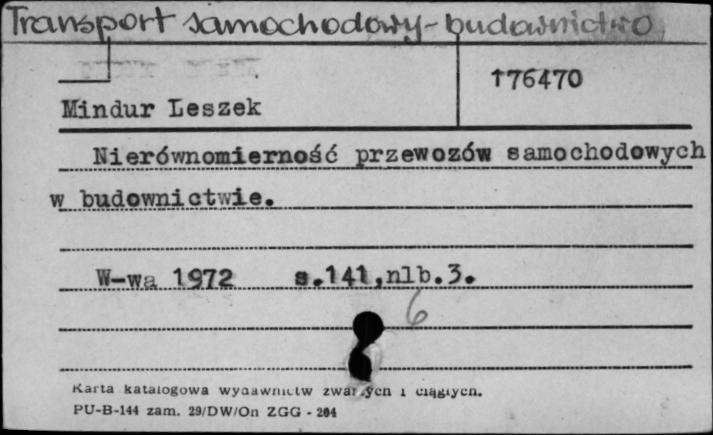 Transport samochodowy - budownictwo
176470
Mindur Leszek
Nierównomierność przewozów samochodowych
w budownictwie.
W-wa 1972 s.141,nlb.3.
6
Karta katalogowa wydawnictw zwartych i ciągłych.
PU-B-144 zam. 29/DW/On ZGG - 204